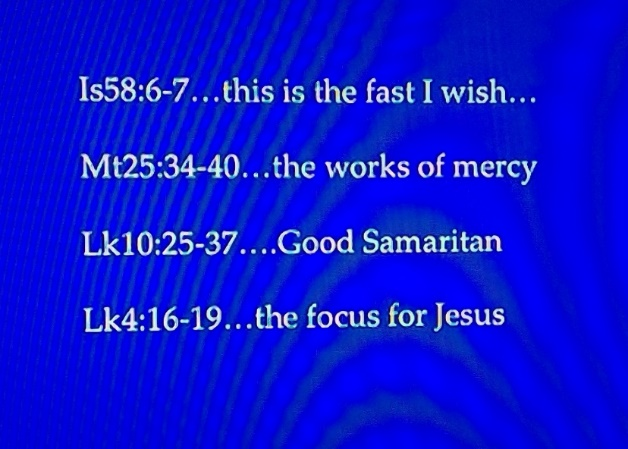 Is58:6-7…this is the fast I wish…
Mt25:34-40…the works of mercy
Lk10:25-37….Good Samaritan
Lk4:16-19…the focus for Jesus